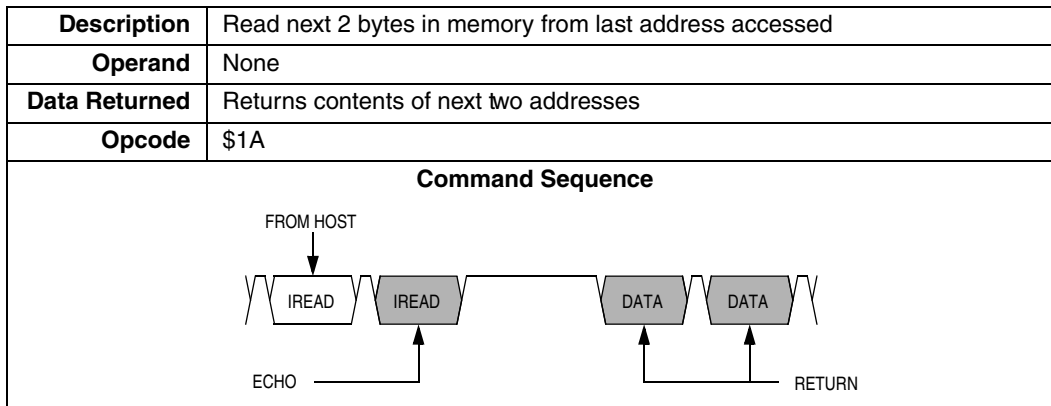 Description Read next 2 bytes in memory from last address accessed
Operand None
Data Returned Returns contents of next two addresses
Opcode $1A
Command Sequence
FROM HOST
IREAD IREAD DATA DATA
ECHO RETURN